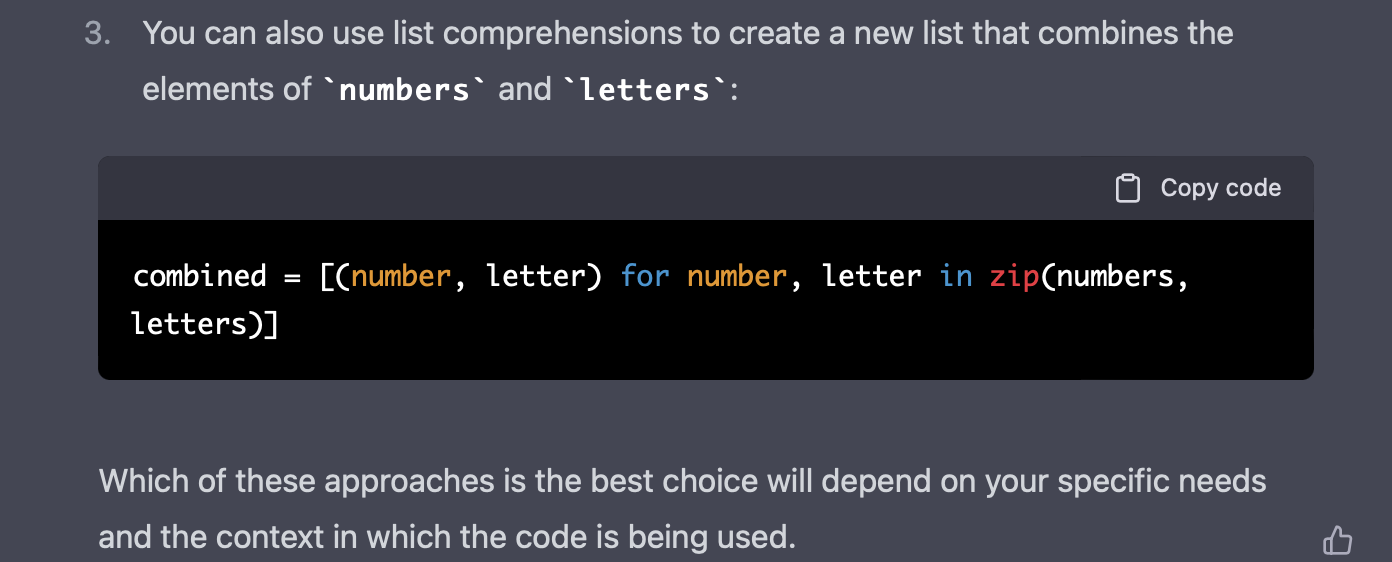 3. You can also use list comprehensions to create a new list that combines the
elements of `numbers` and `letters`:
Copy code
combined = [(number, letter) for number, letter in zip(numbers,
letters)]
Which of these approaches is the best choice will depend on your specific needs
and the context in which the code is being used.